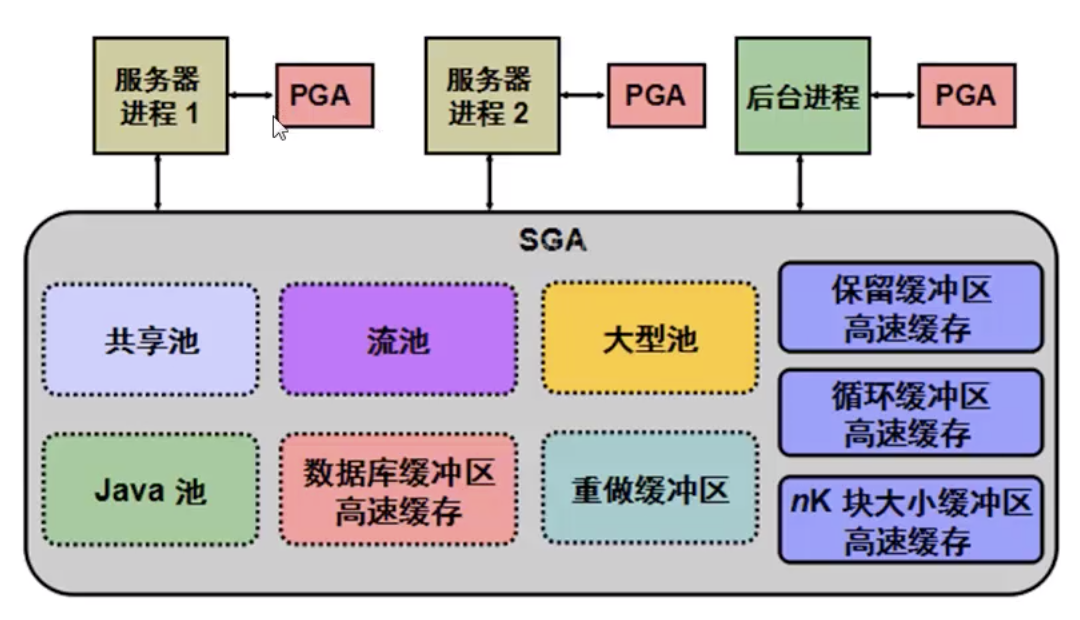 服务器
进程 1
PGA
服务器
进程 2
PGA
后台进程
PGA
SGA
共享池
流池
大型池
保留缓冲区
高速缓存
循环缓冲区
高速缓存
Java 池
数据库缓冲区
高速缓存
重做缓冲区
nK 块大小缓冲区
高速缓存